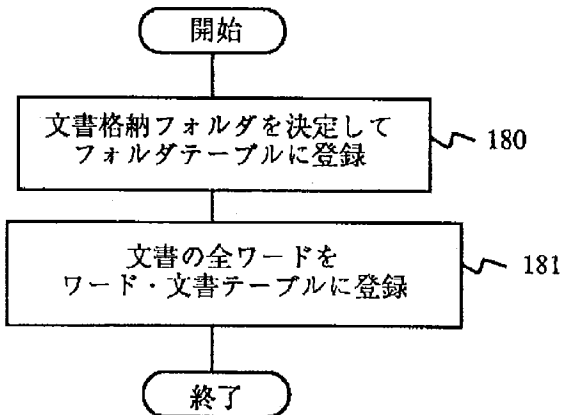 開始
文書格納フォルダを決定して
フォルダテーブルに登録
180
文書の全ワードを
ワード・文書テーブルに登録
181
終了